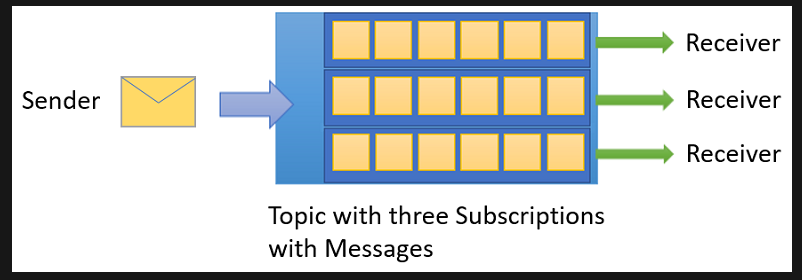 Sender
Receiver
Receiver
Receiver
Topic with three Subscriptions
with Messages